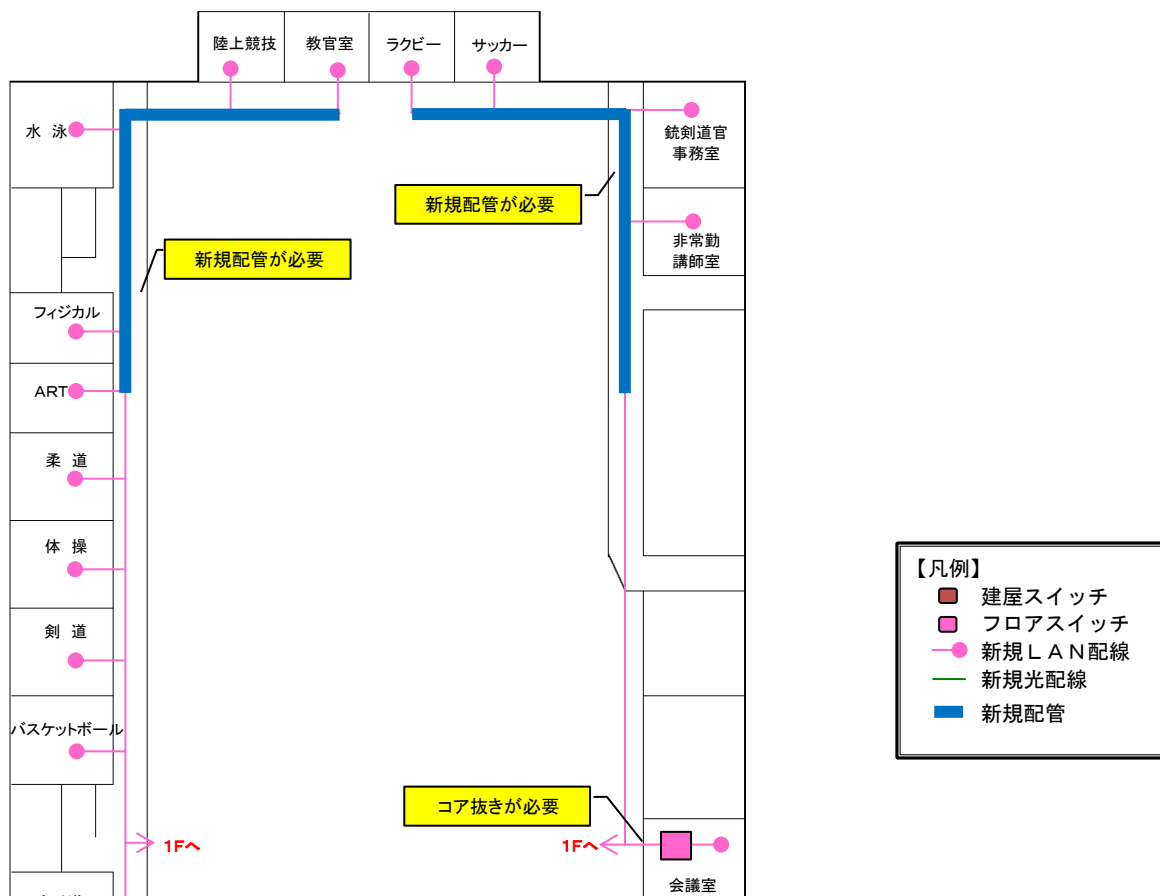 陸上競技
教官室
ラクビー
サッカー
水 泳
銃剣道官
事務室
新規配管が必要
非常勤
講師室
新規配管が必要
フィジカル
ART
柔 道
体 操
剣 道
バスケットボール
コア抜きが必要
1Fへ
1Fへ
会議室
【凡例】
建屋スイッチ
フロアスイッチ
新規LAN配線
新規光配線
新規配管